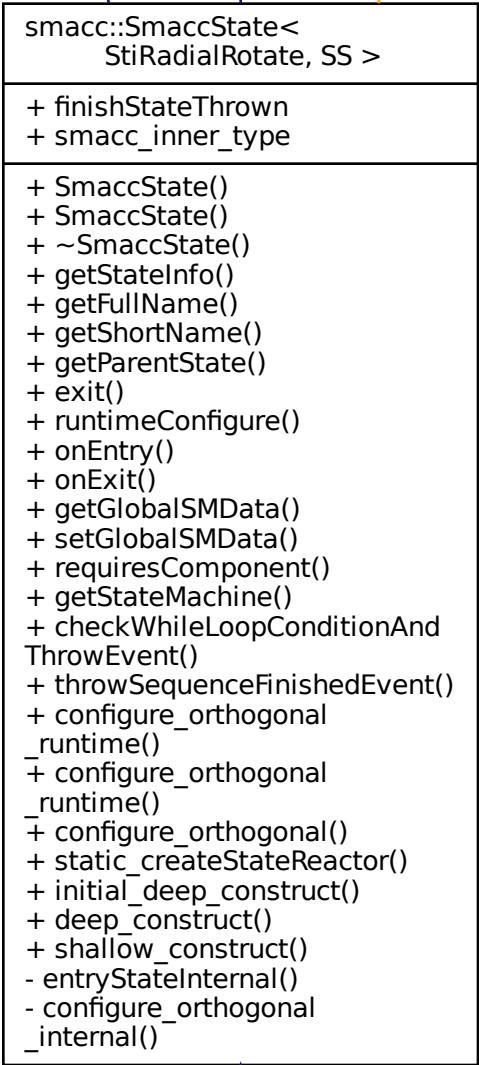 smacc::SmaccState<
StiRadialRotate, SS >
+ finishStateThrown
+ smacc_inner_type
+ SmaccState()
+ SmaccState()
+ ~SmaccState()
+ getStateInfo()
+ getFullName()
+ getShortName()
+ getParentState()
+ exit()
+ runtimeConfigure()
+ onEntry()
+ onExit()
+ getGlobalSMData()
+ setGlobalSMData()
+ requiresComponent()
+ getStateMachine()
+ checkWhileLoopConditionAnd
ThrowEvent()
+ throwSequenceFinishedEvent()
+ configure_orthogonal
_runtime()
+ configure_orthogonal
_runtime()
+ configure_orthogonal()
+ static_createStateReactor()
+ initial_deep_construct()
+ deep_construct()
+ shallow_construct()
- entryStateInternal()
- configure_orthogonal
_internal()